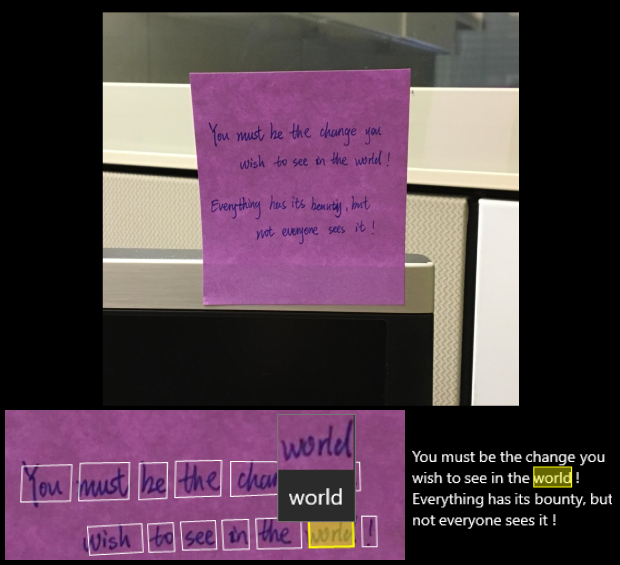 You must be the change you
wish to see in the world!
Everything has its beauty, but
not everyone sees it!
world
You must be the chan
world
wish to see in the world!
You must be the change you
wish to see in the world !
Everything has its bounty, but
not everyone sees it !